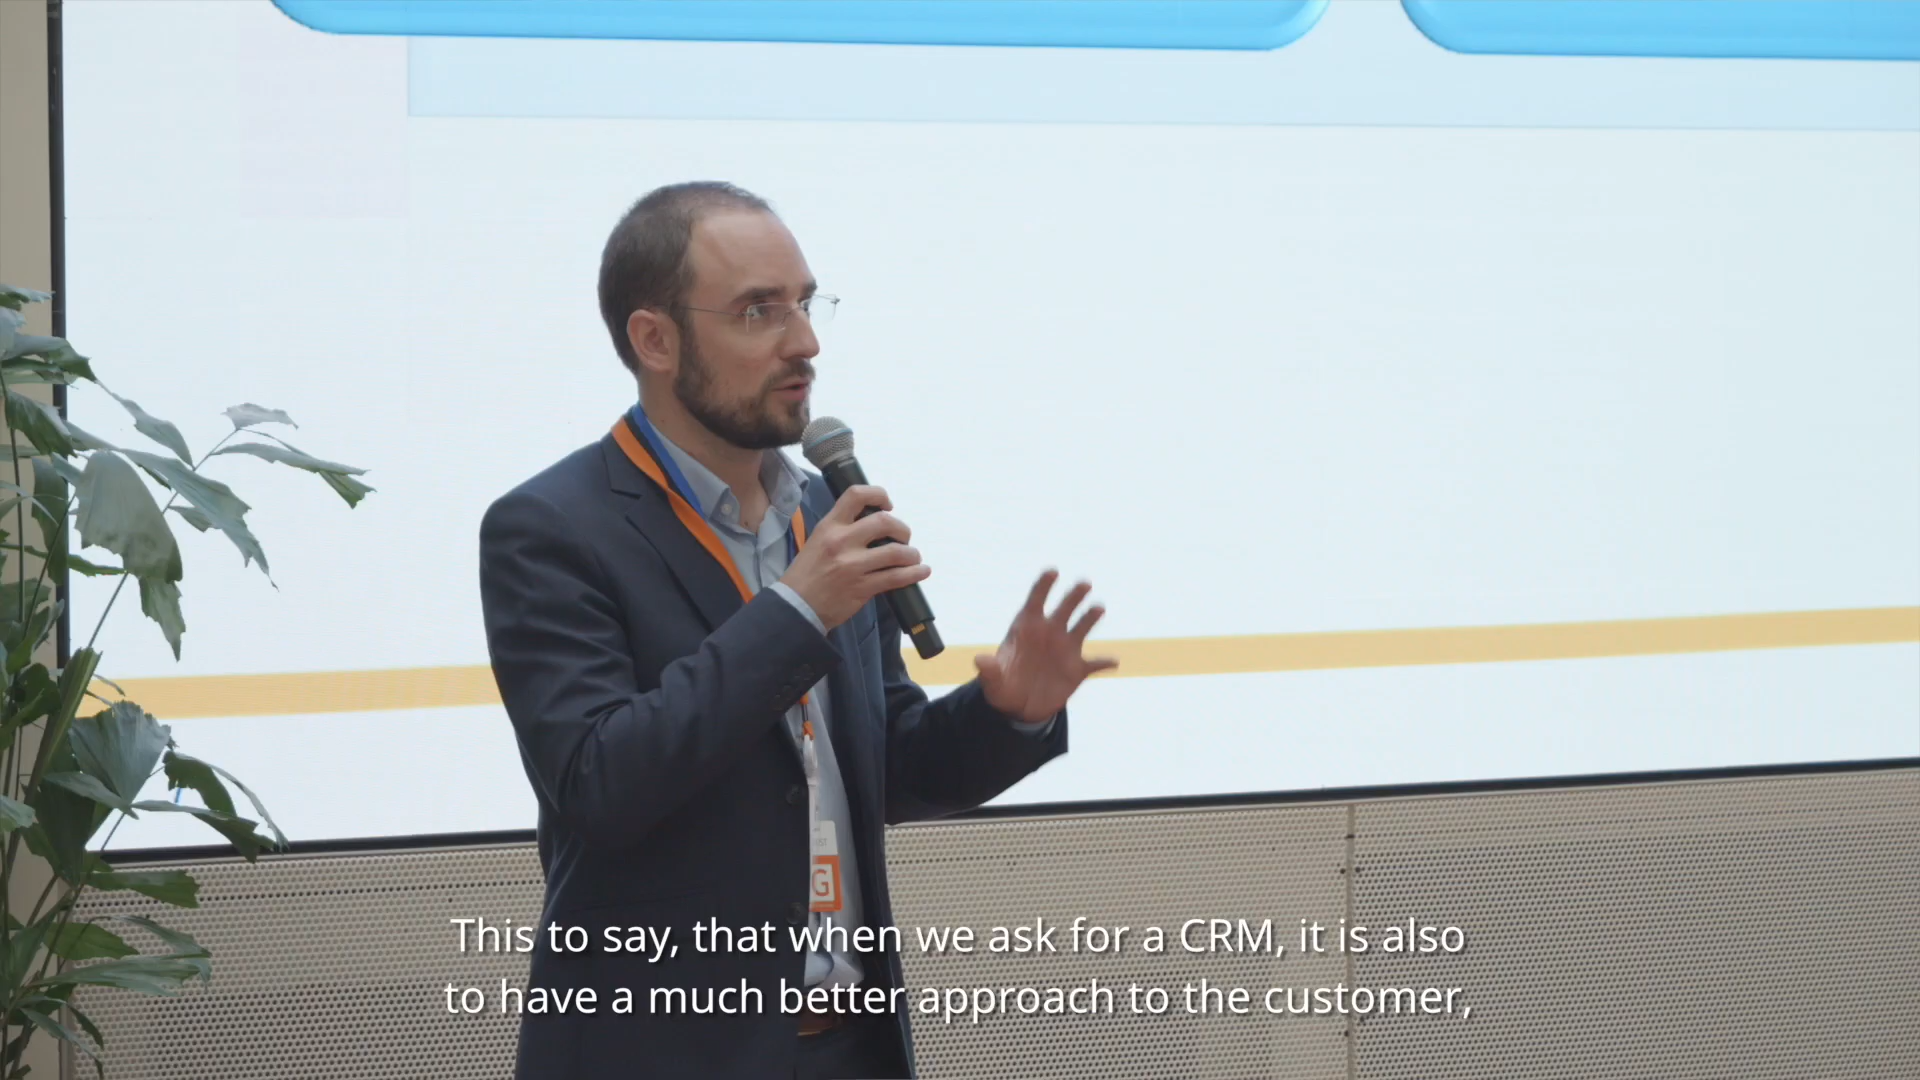 G
This to say, that when we ask for a CRM, it is also
to have a much better approach to the customer,